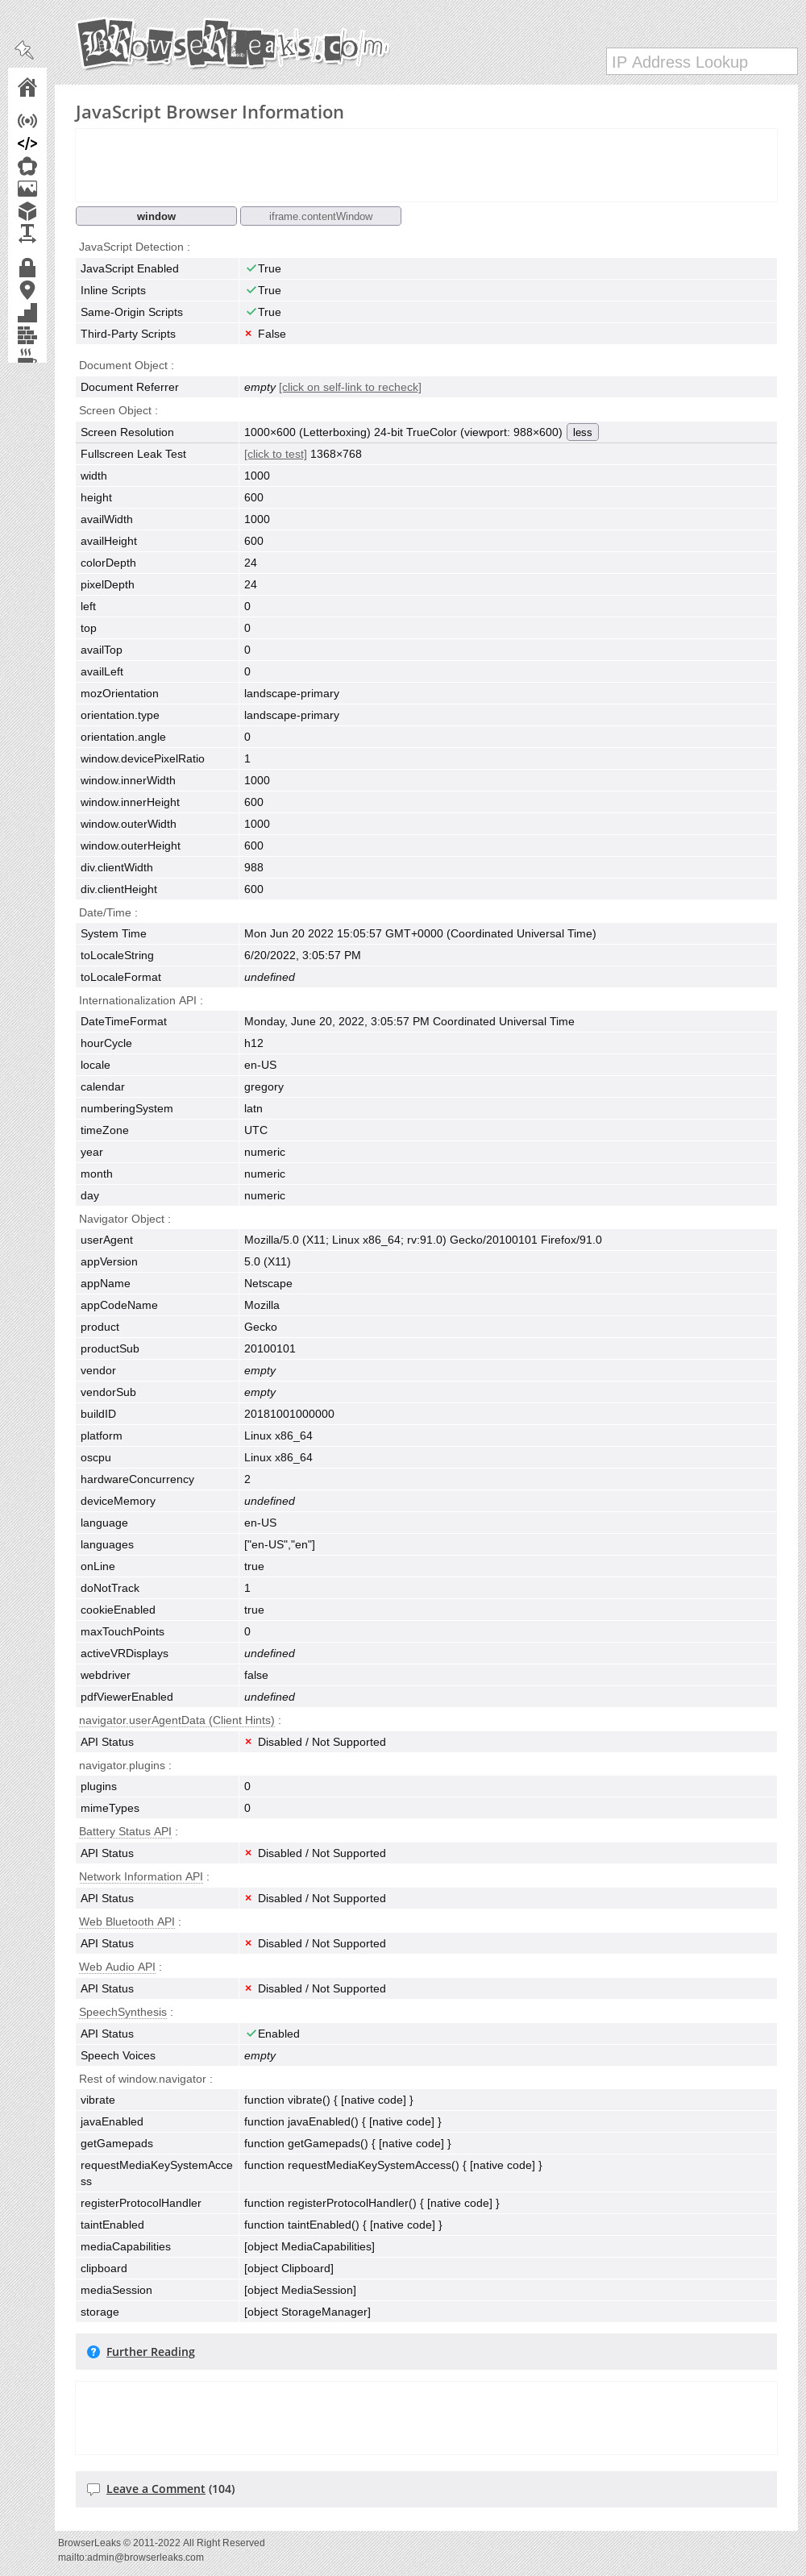 BRowserLeaks.com
IP Address Lookup
JavaScript Browser Information
window iframe.contentWindow
JavaScript Detection :
JavaScript Enabled True
Inline Scripts True
Same-Origin Scripts True
Third-Party Scripts × False
Document Object :
Document Referrer empty [click on self-link to recheck]
Screen Object :
Screen Resolution 1000×600 (Letterboxing) 24-bit TrueColor (viewport: 988×600) less
Fullscreen Leak Test [click to test] 1368×768
width 1000
height 600
availWidth 1000
availHeight 600
colorDepth 24
pixelDepth 24
left 0
top 0
availTop 0
availLeft 0
mozOrientation landscape-primary
orientation.type landscape-primary
orientation.angle 0
window.devicePixelRatio 1
window.innerWidth 1000
window.innerHeight 600
window.outerWidth 1000
window.outerHeight 600
div.clientWidth 988
div.clientHeight 600
Date/Time :
System Time Mon Jun 20 2022 15:05:57 GMT+0000 (Coordinated Universal Time)
toLocaleString 6/20/2022, 3:05:57 PM
toLocaleFormat undefined
Internationalization API :
DateTimeFormat Monday, June 20, 2022, 3:05:57 PM Coordinated Universal Time
hourCycle h12
locale en-US
calendar gregory
numberingSystem latn
timeZone UTC
year numeric
month numeric
day numeric
Navigator Object :
userAgent Mozilla/5.0 (X11; Linux x86_64; rv:91.0) Gecko/20100101 Firefox/91.0
appVersion 5.0 (X11)
appName Netscape
appCodeName Mozilla
product Gecko
productSub 20100101
vendor empty
vendorSub empty
buildID 20181001000000
platform Linux x86_64
oscpu Linux x86_64
hardwareConcurrency 2
deviceMemory undefined
language en-US
languages ["en-US","en"]
onLine true
doNotTrack 1
cookieEnabled true
maxTouchPoints 0
activeVRDisplays undefined
webdriver false
pdfViewerEnabled undefined
navigator.userAgentData (Client Hints) :
API Status × Disabled / Not Supported
navigator.plugins :
plugins 0
mimeTypes 0
Battery Status API :
API Status × Disabled / Not Supported
Network Information API :
API Status × Disabled / Not Supported
Web Bluetooth API :
API Status × Disabled / Not Supported
Web Audio API :
API Status × Disabled / Not Supported
SpeechSynthesis :
API Status Enabled
Speech Voices empty
Rest of window.navigator :
vibrate function vibrate() { [native code] }
javaEnabled function javaEnabled() { [native code] }
getGamepads function getGamepads() { [native code] }
requestMediaKeySystemAcce function requestMediaKeySystemAccess() { [native code] }
ss
registerProtocolHandler function registerProtocolHandler() { [native code] }
taintEnabled function taintEnabled() { [native code] }
mediaCapabilities [object MediaCapabilities]
clipboard [object Clipboard]
mediaSession [object MediaSession]
storage [object StorageManager]
Further Reading
Leave a Comment (104)
BrowserLeaks © 2011-2022 All Right Reserved
mailto:admin@browserleaks.com